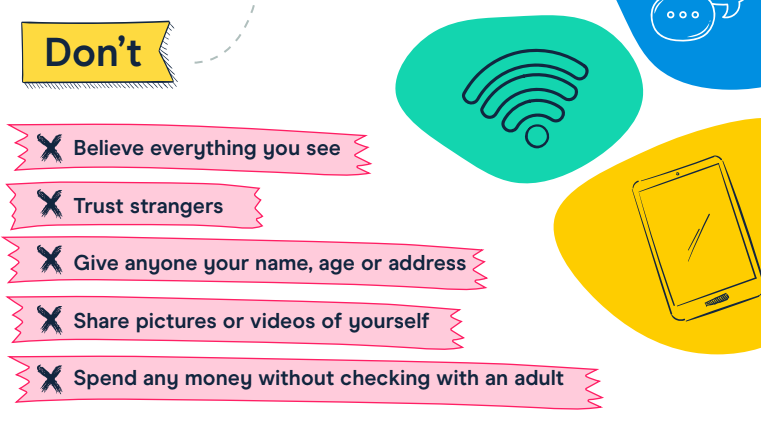 Don't
Believe everything you see
Trust strangers
Give anyone your name, age or address
Share pictures or videos of yourself
Spend any money without checking with an adult